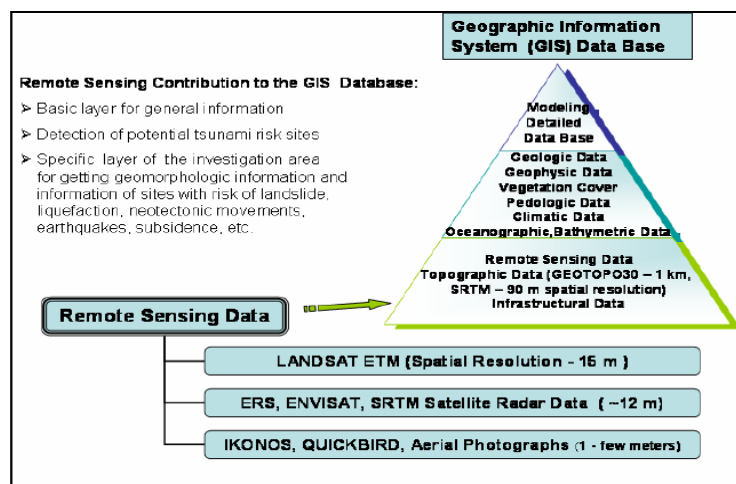 Geographic Information
System (GIS) Data Base
Remote Sensing Contribution to the GIS Database:
➢ Basic layer for general information
➢ Detection of potential tsunami risk sites
➢ Specific layer of the investigation area
for getting geomorphologic information and
information of sites with risk of landslide,
liquefaction, neotectonic movements,
earthquakes, subsidence, etc.
Modeling
Detailed
Data Base
Geologic Data
Geophysic Data
Vegetation Cover
Pedologic Data
Climatic Data
Oceanographic,Bathymetric Data
Remote Sensing Data
Topographic Data (GEOTOPO30 – 1 km,
SRTM – 90 m spatial resolution)
Infrastructural Data
Remote Sensing Data
LANDSAT ETM (Spatial Resolution - 15 m )
ERS, ENVISAT, SRTM Satellite Radar Data ( ~12 m)
IKONOS, QUICKBIRD, Aerial Photographs (1 - few meters)